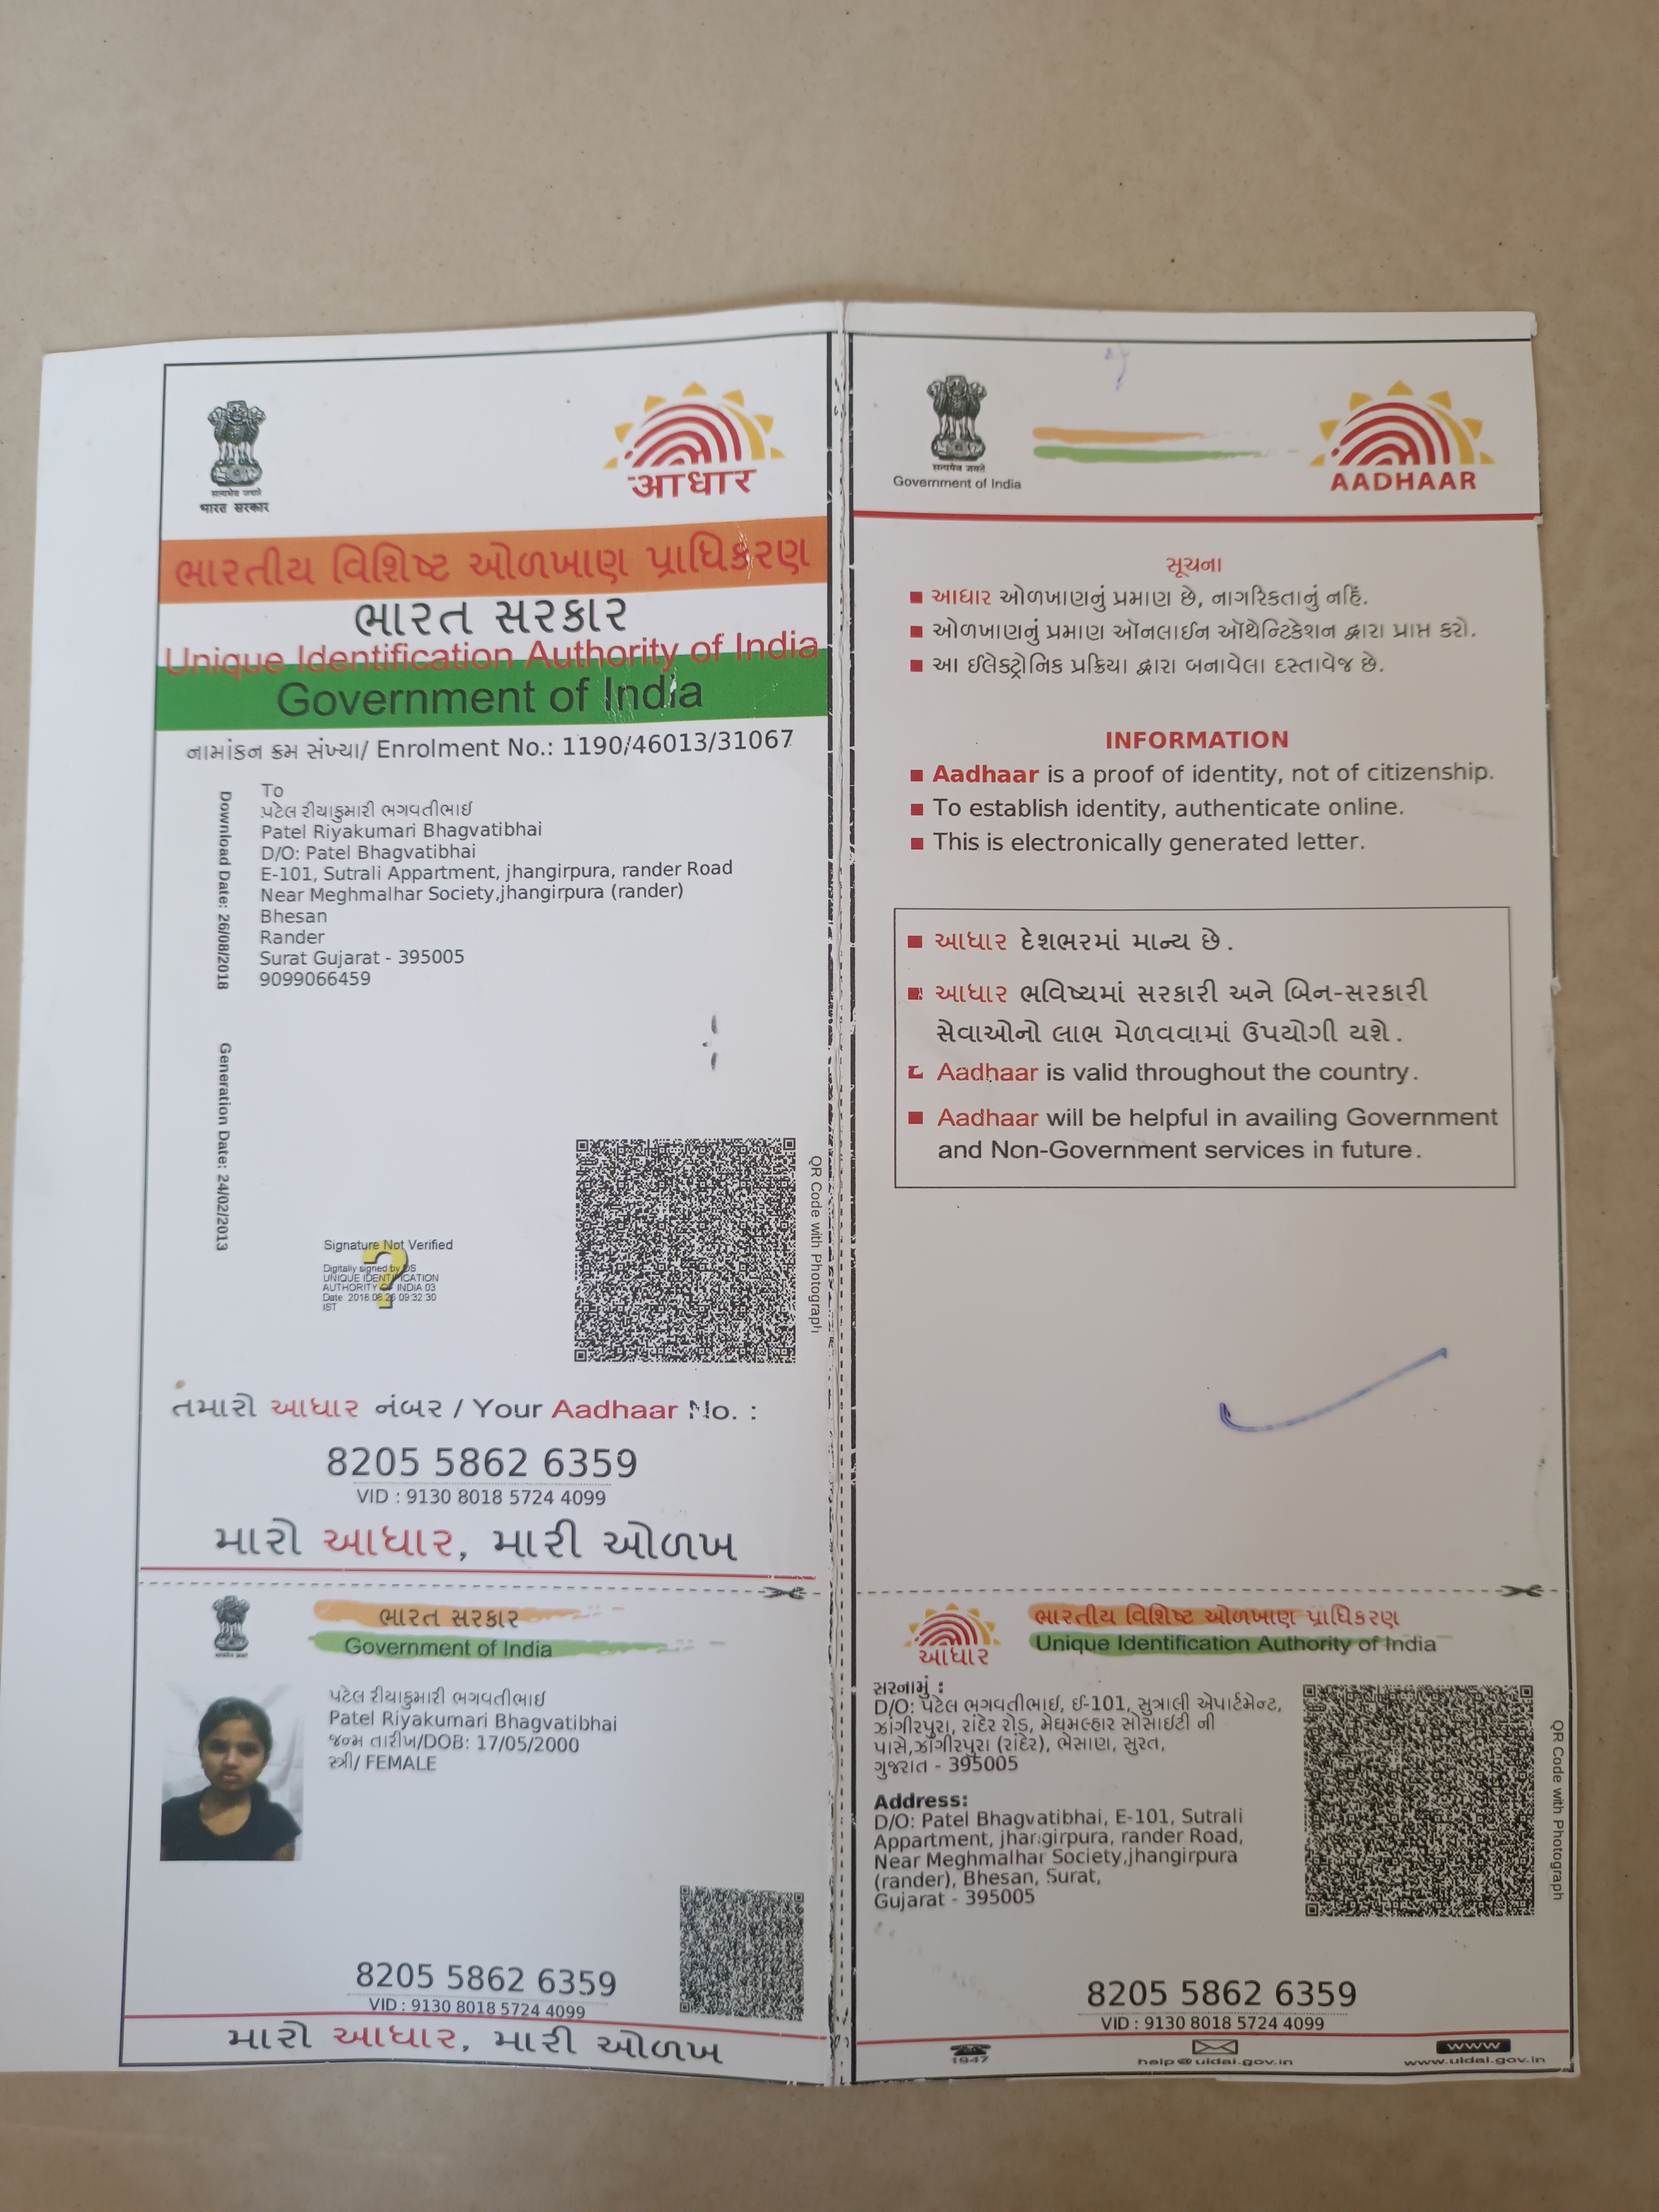 सत्यमेव जयते
भारत सरकार
आधार
ભારતીય વિશિષ્ટ ઓળખાણ પ્રાધિકરણ
ભારત સરકાર
Unique Identification Authority of India
Government of India
નામાંકન ક્રમ સંખ્યા/ Enrolment No.: 1190/46013/31067
Download Date: 26/08/2018
Generation Date: 24/02/2013
To
પટેલ રીયાકુમારી ભગવતીભાઈ
Patel Riyakumari Bhagvatibhai
D/O: Patel Bhagvatibhai
E-101, Sutrali Appartment, jhangirpura, rander Road
Near Meghmalhar Society,jhangirpura (rander)
Bhesan
Rander
Surat Gujarat - 395005
9099066459
Signature Not Verified
Digitally signed by DS
UNIQUE IDENTIFICATION
AUTHORITY OF INDIA 03
Date 2018.08.26 09:32:30
IST
QR Code with Photograph
તમારો આધાર નંબર / Your Aadhaar No. :
8205 5862 6359
VID : 9130 8018 5724 4099
મારો આધાર, મારી ઓળખ
ભારત સરકાર
Government of India
પટેલ રીયાકુમારી ભગવતીભાઈ
Patel Riyakumari Bhagvatibhai
જન્મ તારીખ/DOB: 17/05/2000
સ્ત્રી/ FEMALE
8205 5862 6359
VID : 9130 8018 5724 4099
મારો આધાર, મારી ઓળખ
सत्यमेव जयते
Government of India
AADHAAR
સૂચના
આધાર ઓળખાણનું પ્રમાણ છે, નાગરિકતાનું નહિં.
ઓળખાણનું પ્રમાણ ઑનલાઈન ઑથેન્ટિકેશન દ્વારા પ્રાપ્ત કરો.
આ ઈલેક્ટ્રોનિક પ્રક્રિયા દ્વારા બનાવેલા દસ્તાવેજ છે.
INFORMATION
Aadhaar is a proof of identity, not of citizenship.
To establish identity, authenticate online.
This is electronically generated letter.
આધાર દેશભરમાં માન્ય છે.
આધાર ભવિષ્યમાં સરકારી અને બિન-સરકારી
સેવાઓનો લાભ મેળવવામાં ઉપયોગી થશે.
Aadhaar is valid throughout the country.
Aadhaar will be helpful in availing Government
and Non-Government services in future.
આધાર
ભારતીય વિશિષ્ટ ઓળખાણ પ્રાધિકરણ
Unique Identification Authority of India
સરનામું :
D/O: પટેલ ભગવતીભાઈ, ઈ-101, સુત્રાલી એપાર્ટમેન્ટ,
ઝાંગીરપુરા, રાંદેર રોડ, મેઘમલ્હાર સોસાઈટી ની
પાસે,ઝાંગીરપુરા (રાંદેર), ભેસાણ, સુરત,
ગુજરાત - 395005
Address:
D/O: Patel Bhagvatibhai, E-101, Sutrali
Appartment, jhangirpura, rander Road,
Near Meghmalhar Society,jhangirpura
(rander), Bhesan, Surat,
Gujarat - 395005
QR Code with Photograph
8205 5862 6359
VID : 9130 8018 5724 4099
1947
help@uidai.gov.in
www
www.uidai.gov.in